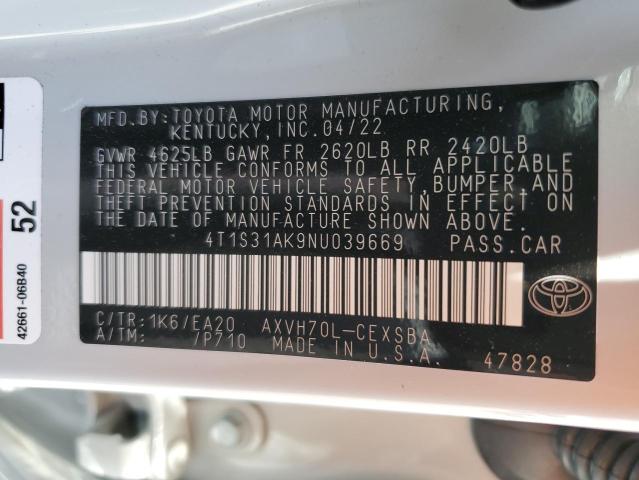 MFD.BY:TOYOTA MOTOR MANUFACTURING,
KENTUCKY,INC.04/22
GVWR 4625LB GAWR FR 2620LB RR 2420LB
THIS VEHICLE CONFORMS TO ALL APPLICABLE
FEDERAL MOTOR VEHICLE SAFETY,BUMPER,AND
THEFT PREVENTION STANDARDS IN EFFECT ON
THE DATE OF MANUFACTURE SHOWN ABOVE.
4T1S31AK9NU039669 PASS.CAR
C/TR:1K6/EA20 AXVH70L-CEXSBA
A/TM: /P710 MADE IN U.S.A. 47828
52
42661-06B40